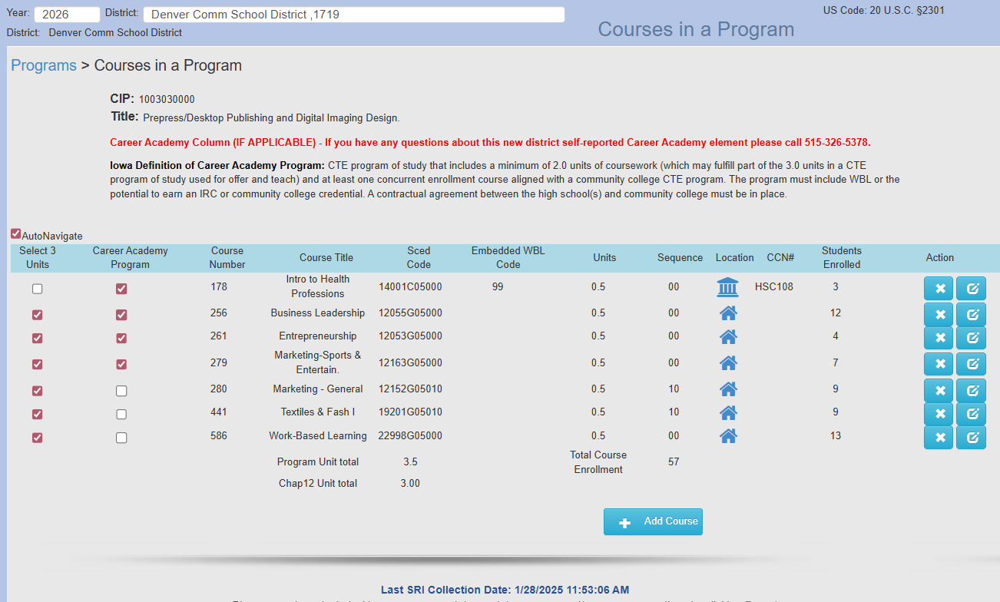 Year: 2026 District: Denver Comm School District ,1719 US Code: 20 U.S.C. §2301
District: Denver Comm School District Courses in a Program
Programs > Courses in a Program
CIP: 1003030000
Title: Prepress/Desktop Publishing and Digital Imaging Design.
Career Academy Column (IF APPLICABLE) - If you have any questions about this new district self-reported Career Academy element please call 515-326-5378.
Iowa Definition of Career Academy Program: CTE program of study that includes a minimum of 2.0 units of coursework (which may fulfill part of the 3.0 units in a CTE
program of study used for offer and teach) and at least one concurrent enrollment course aligned with a community college CTE program. The program must include WBL or the
potential to earn an IRC or community college credential. A contractual agreement between the high school(s) and community college must be in place.
AutoNavigate
Select 3 Units Career Academy Program Course Number Course Title Sced Code Embedded WBL Code Units Sequence Location CCN# Students Enrolled Action
178 Intro to Health Professions 14001C05000 99 0.5 00 HSC108 3
256 Business Leadership 12055G05000 0.5 00 12
261 Entrepreneurship 12053G05000 0.5 00 4
279 Marketing-Sports & Entertain. 12163G05000 0.5 00 7
280 Marketing - General 12152G05010 0.5 10 9
441 Textiles & Fash I 19201G05010 0.5 10 9
586 Work-Based Learning 22998G05000 0.5 00 13
Program Unit total 3.5 Total Course Enrollment 57
Chap12 Unit total 3.00
Add Course
Last SRI Collection Date: 1/28/2025 11:53:06 AM